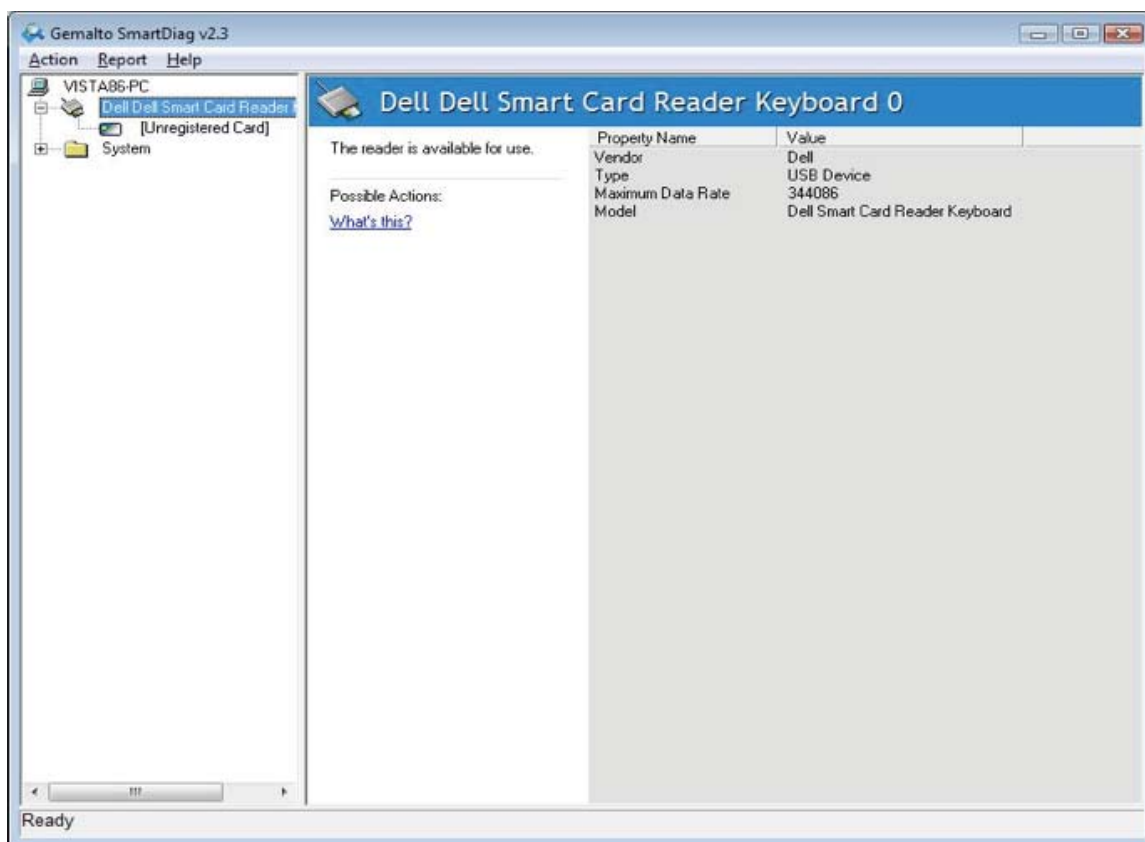 Gemalto SmartDiag v2.3
Action Report Help
VISTA86-PC
Dell Dell Smart Card Reader
[Unregistered Card]
System
Dell Dell Smart Card Reader Keyboard 0
The reader is available for use.
Possible Actions:
What's this?
Property Name Value
Vendor Dell
Type USB Device
Maximum Data Rate 344086
Model Dell Smart Card Reader Keyboard
Ready